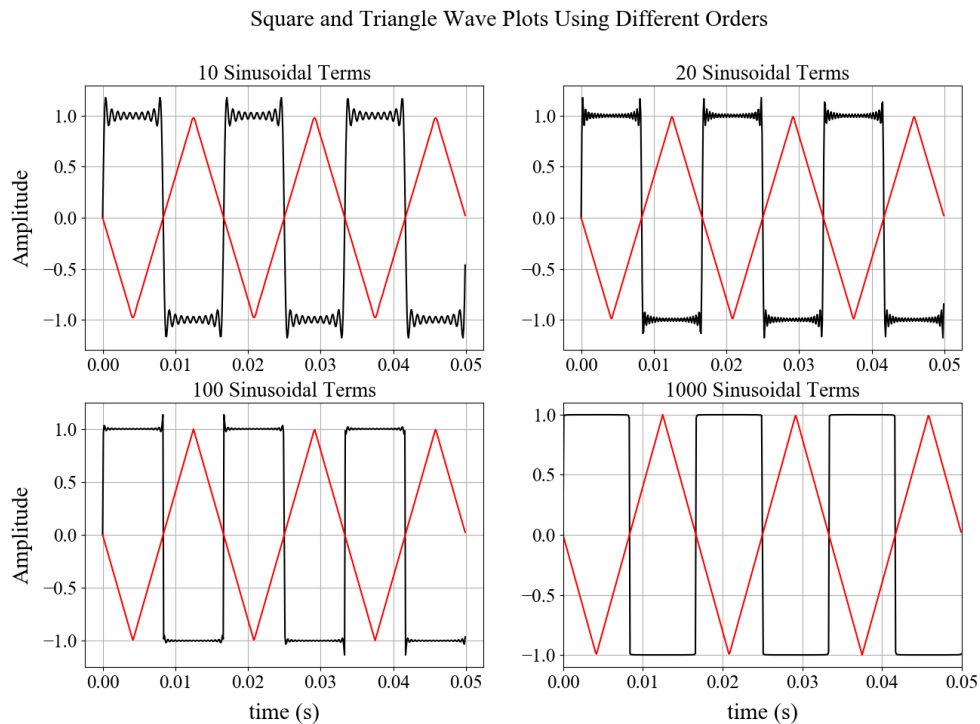 Square and Triangle Wave Plots Using Different Orders
10 Sinusoidal Terms
20 Sinusoidal Terms
Amplitude
1.0
0.5
0.0
−0.5
−1.0
0.00 0.01 0.02 0.03 0.04 0.05
1.0
0.5
0.0
−0.5
−1.0
0.00 0.01 0.02 0.03 0.04 0.05
100 Sinusoidal Terms
1000 Sinusoidal Terms
Amplitude
1.0
0.5
0.0
−0.5
−1.0
0.00 0.01 0.02 0.03 0.04 0.05
time (s)
1.0
0.5
0.0
−0.5
−1.0
0.00 0.01 0.02 0.03 0.04 0.05
time (s)